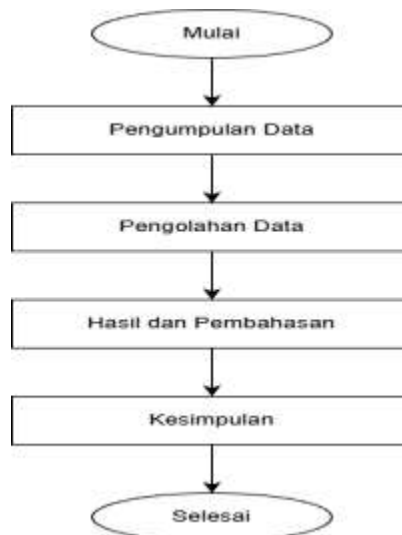 Mulai
Pengumpulan Data
Pengolahan Data
Hasil dan Pembahasan
Kesimpulan
Selesai